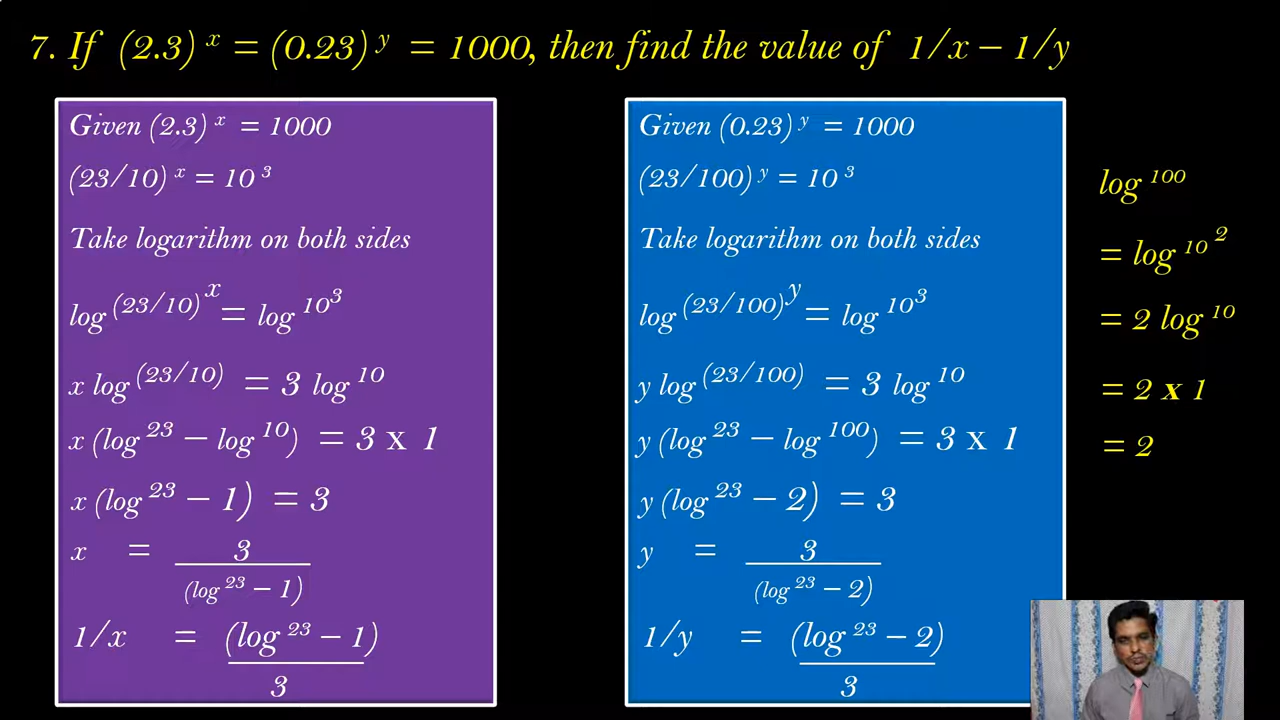 7. If (2.3) ˣ = (0.23) ʸ = 1000, then find the value of 1/x – 1/y
Given (2.3) ˣ = 1000
(23/10) ˣ = 10 ³
Take logarithm on both sides
log ⁽²³/¹⁰⁾ ˣ = log ¹⁰ ³
x log ⁽²³/¹⁰⁾ = 3 log ¹⁰
x (log ²³ – log ¹⁰) = 3 x 1
x (log ²³ – 1) = 3
x = 3
(log ²³ – 1)
1/x = (log ²³ – 1)
3
Given (0.23) ʸ = 1000
(23/100) ʸ = 10 ³
Take logarithm on both sides
log ⁽²³/¹⁰⁰⁾ ʸ = log ¹⁰ ³
y log ⁽²³/¹⁰⁰⁾ = 3 log ¹⁰
y (log ²³ – log ¹⁰⁰) = 3 x 1
y (log ²³ – 2) = 3
y = 3
(log ²³ – 2)
1/y = (log ²³ – 2)
3
log ¹⁰⁰
= log ¹⁰ ²
= 2 log ¹⁰
= 2 x 1
= 2